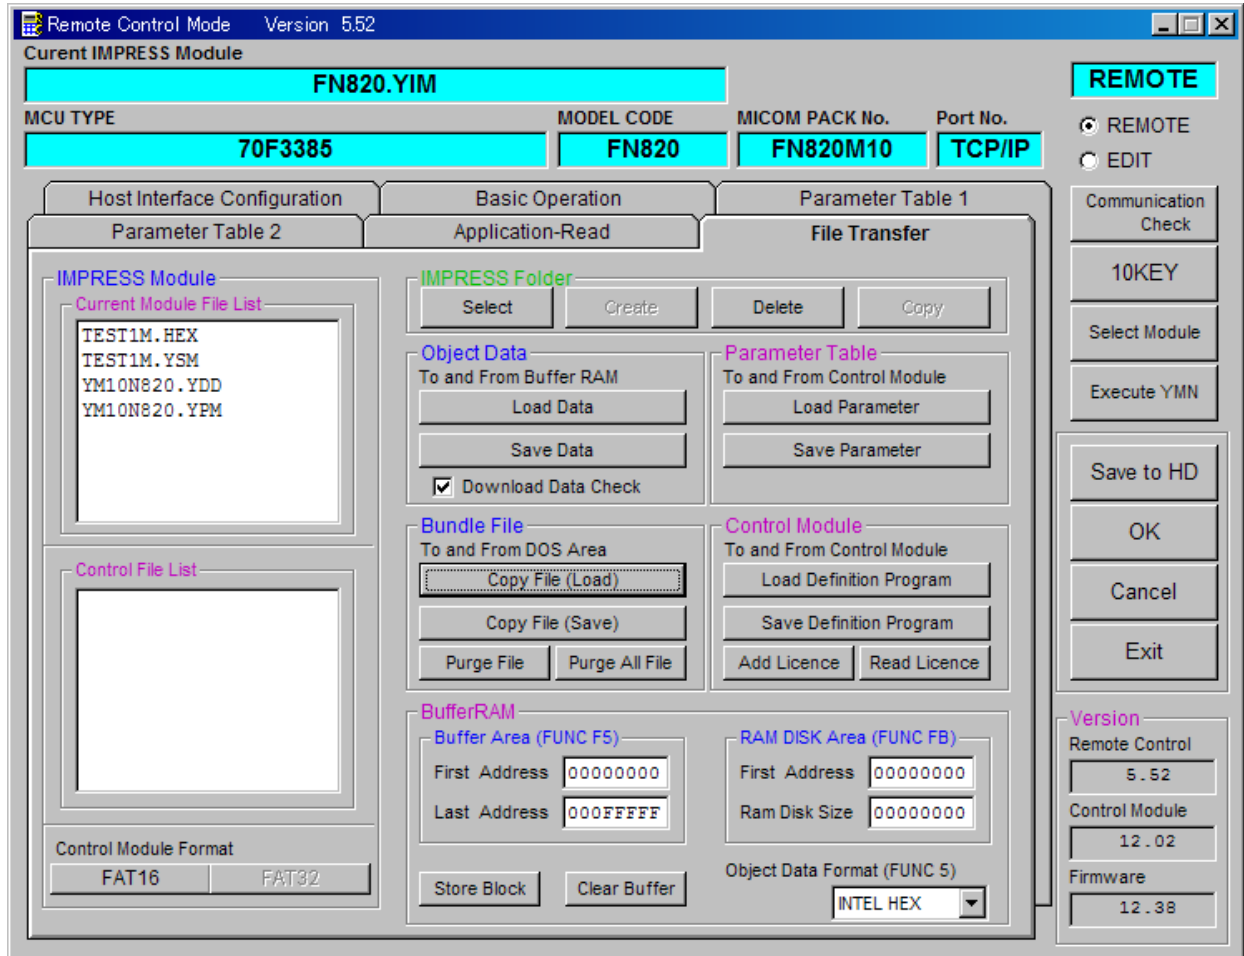 Remote Control Mode Version 5.52
Curent IMPRESS Module
FN820.YIM
REMOTE
MCU TYPE
MODEL CODE
MICOM PACK No.
Port No.
70F3385
FN820
FN820M10
TCP/IP
REMOTE
EDIT
Host Interface Configuration
Basic Operation
Parameter Table 1
Parameter Table 2
Application-Read
File Transfer
IMPRESS Module
Current Module File List
TEST1M.HEX
TEST1M.YSM
YM10N820.YDD
YM10N820.YPM
Control File List
Control Module Format
FAT16
FAT32
IMPRESS Folder
Select
Create
Delete
Copy
Object Data
To and From Buffer RAM
Load Data
Save Data
Download Data Check
Parameter Table
To and From Control Module
Load Parameter
Save Parameter
Bundle File
To and From DOS Area
Copy File (Load)
Copy File (Save)
Purge File
Purge All File
Control Module
To and From Control Module
Load Definition Program
Save Definition Program
Add Licence
Read Licence
BufferRAM
Buffer Area (FUNC F5)
First Address 00000000
Last Address 000FFFFF
RAM DISK Area (FUNC FB)
First Address 00000000
Ram Disk Size 00000000
Store Block
Clear Buffer
Object Data Format (FUNC 5)
INTEL HEX
Communication
Check
10KEY
Select Module
Execute YMN
Save to HD
OK
Cancel
Exit
Version
Remote Control
5.52
Control Module
12.02
Firmware
12.38